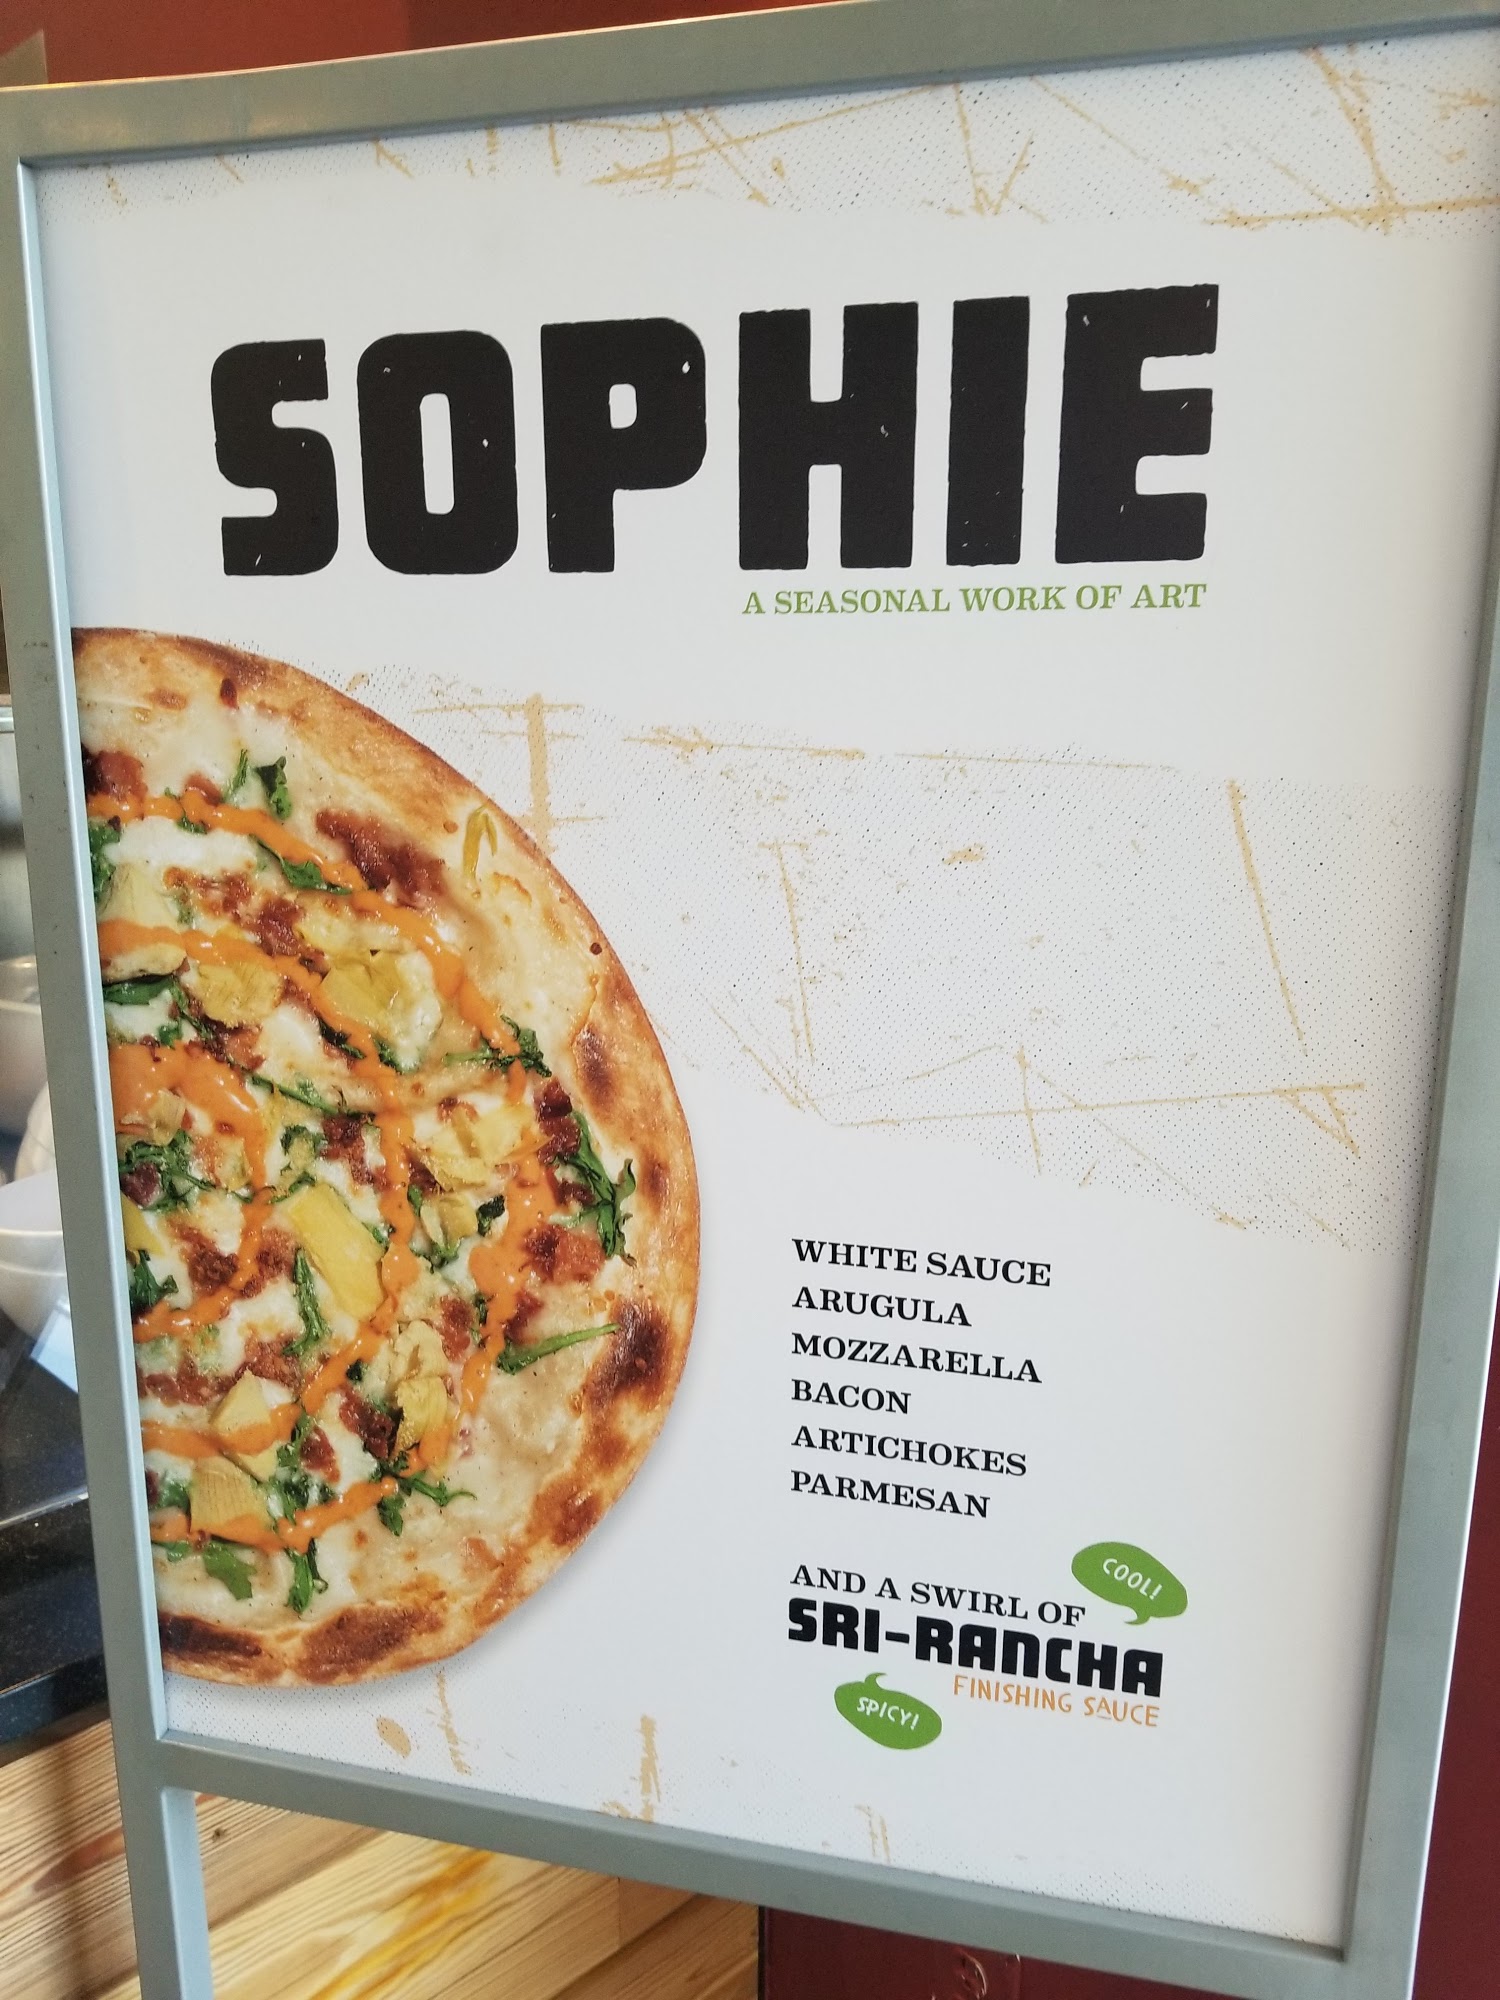 SOPHIE
A SEASONAL WORK OF ART
WHITE SAUCE
ARUGULA
MOZZARELLA
BACON
ARTICHOKES
PARMESAN
COOL!
AND A SWIRL OF
SRI-RANCHA
FINISHING SAUCE
SPICY!